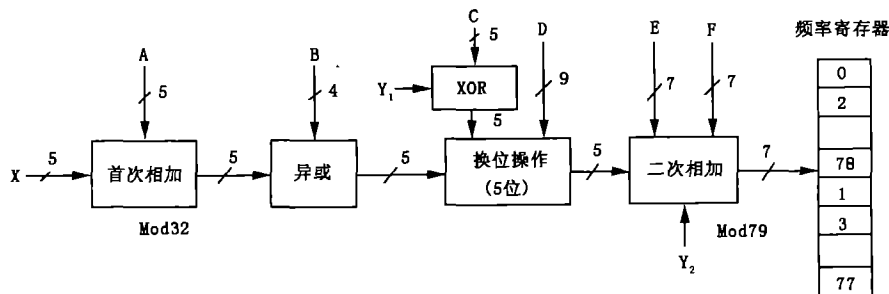 频率寄存器
C
D
E
F
A
B
5
0
Y₁
XOR
9
7
7
2
5
4
5
X
5
首次相加
5
异或
5
换位操作
(5位)
5
二次相加
7
78
1
Mod32
Mod79
3
Y₂
77